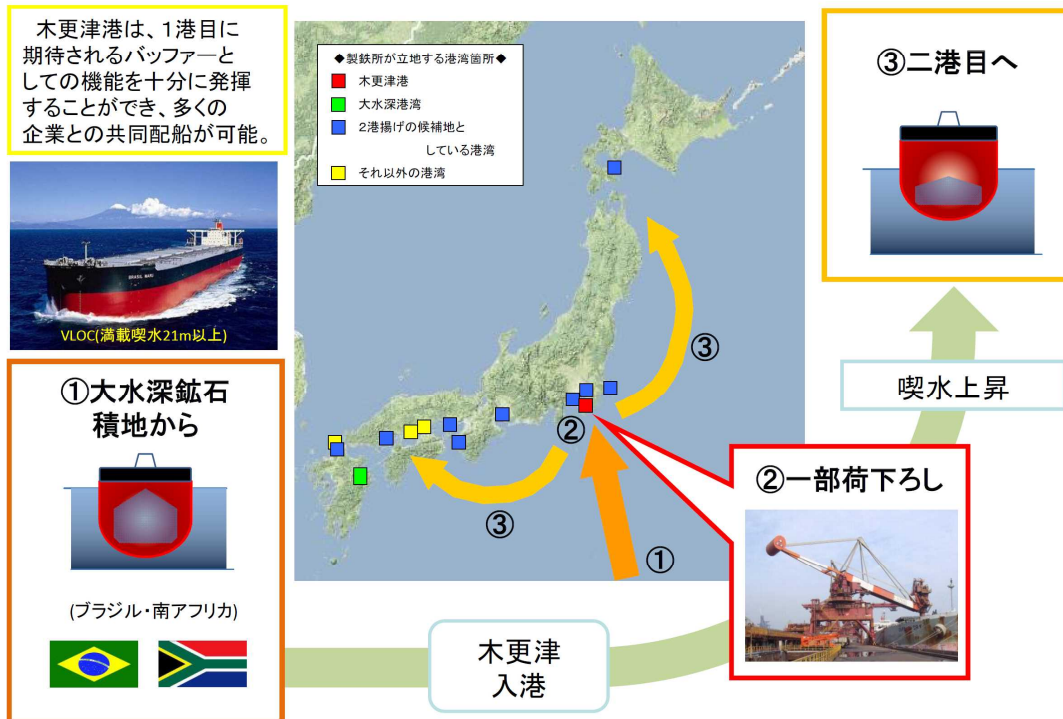 木更津港は、１港目に
期待されるバッファーと
しての機能を十分に発揮
することができ、多くの
企業との共同配船が可能。
◆製鉄所が立地する港湾箇所◆
木更津港
大水深港湾
２港揚げの候補地と
している港湾
それ以外の港湾
③二港目へ
BRASIL MARU
VLOC(満載喫水21m以上)
①大水深鉱石
積地から
(ブラジル・南アフリカ)
③
②
③
①
喫水上昇
②一部荷下ろし
木更津
入港